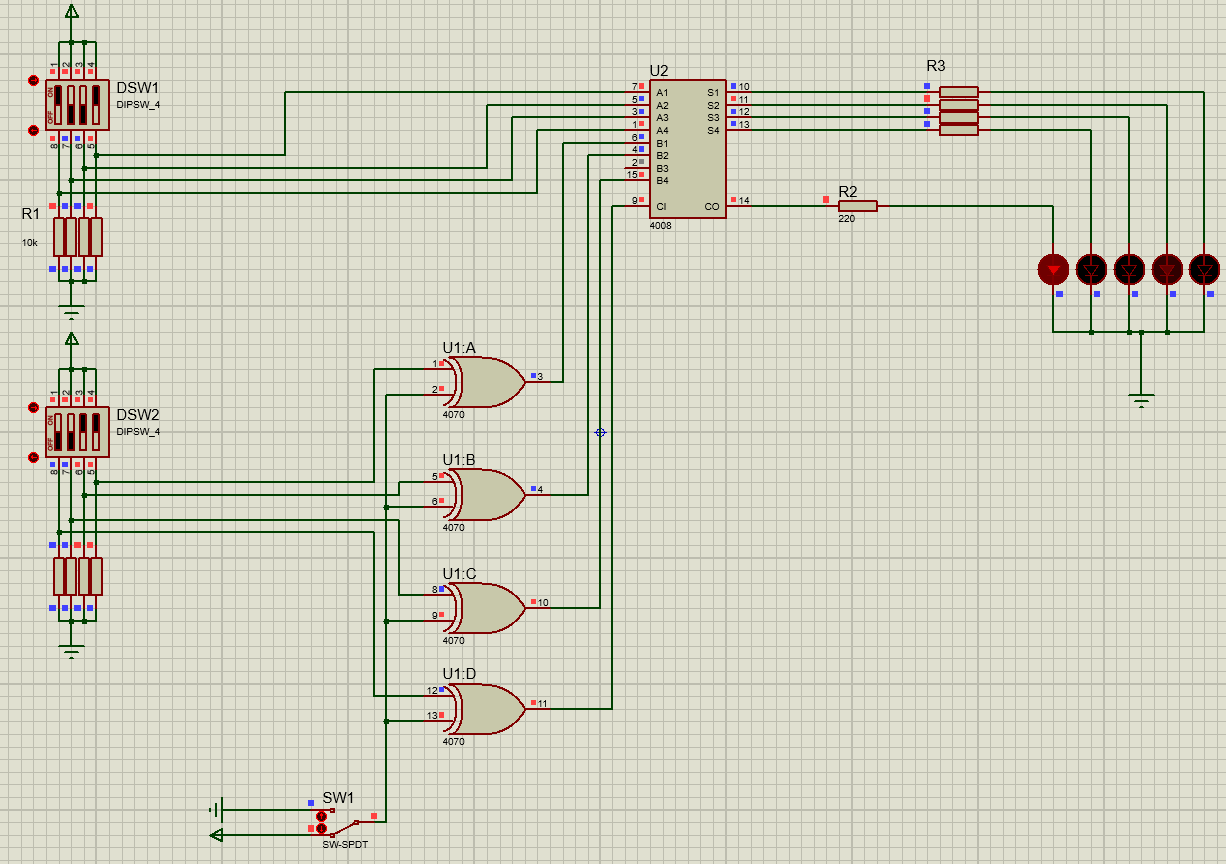 1 2 3 4
ON
OFF
DSW1
DIPSW_4
8 7 6 5
R1
10k
1 2 3 4
ON
OFF
DSW2
DIPSW_4
8 7 6 5
U1:A
1
2
3
4070
U1:B
5
6
4
4070
U1:C
8
9
10
4070
U1:D
12
13
11
4070
SW1
SW-SPDT
U2
7 A1 S1 10
5 A2 S2 11
3 A3 S3 12
1 A4 S4 13
6 B1
4 B2
2 B3
15 B4
9 CI CO 14
4008
R3
R2
220